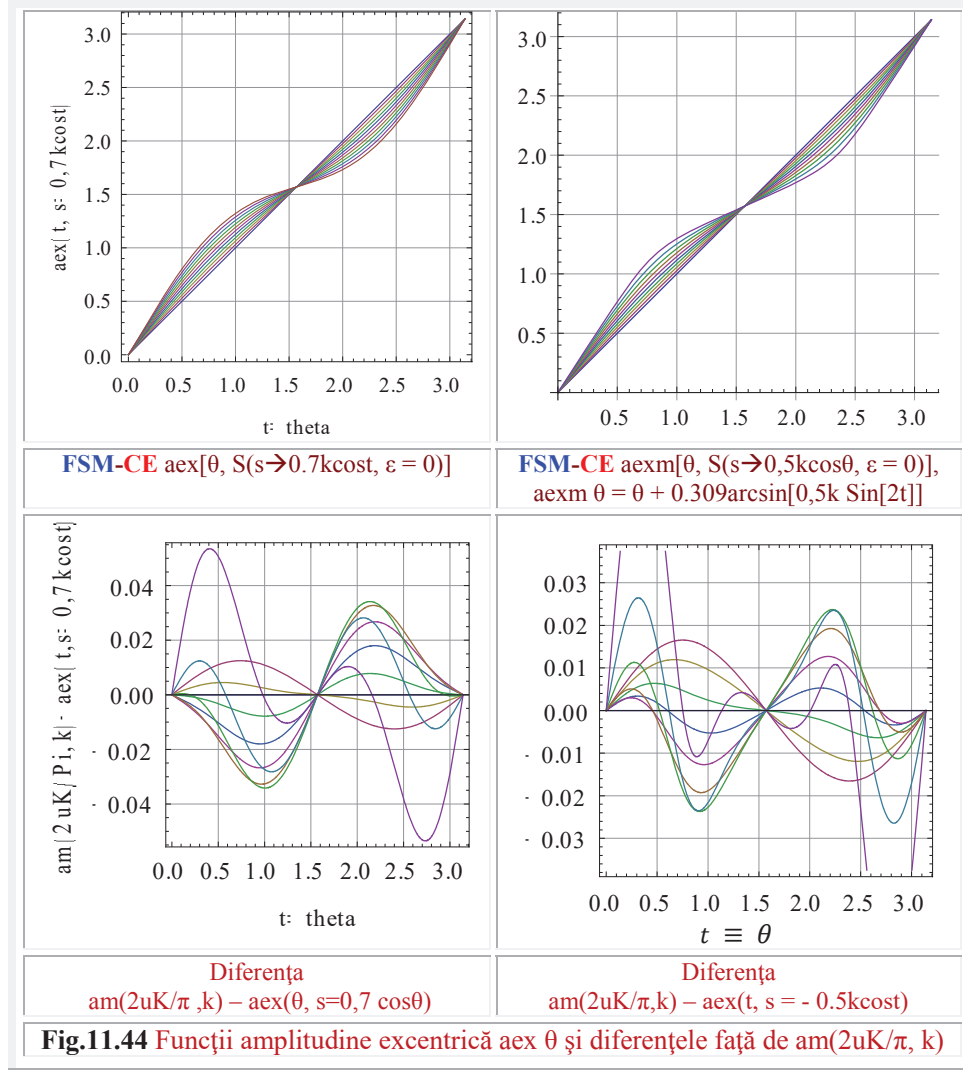 3.0
2.5
2.0
1.5
1.0
0.5
0.0
aex( t, s= 0,7 kcost)
0.0 0.5 1.0 1.5 2.0 2.5 3.0
t= theta
3.0
2.5
2.0
1.5
1.0
0.5
0.5 1.0 1.5 2.0 2.5 3.0
FSM-CE aex[θ, S(s→0.7kcost, ε = 0)]
FSM-CE aexm[θ, S(s→0,5kcosθ, ε = 0)],
aexm θ = θ + 0.309arcsin[0,5k Sin[2t]]
am( 2 uK/ Pi, k) - aex( t,s= 0,7 kcost)
0.04
0.02
0.00
- 0.02
- 0.04
0.0 0.5 1.0 1.5 2.0 2.5 3.0
t= theta
0.03
0.02
0.01
0.00
- 0.01
- 0.02
- 0.03
0.0 0.5 1.0 1.5 2.0 2.5 3.0
t ≡ θ
Diferenţa
am(2uK/π ,k) – aex(θ, s=0,7 cosθ)
Diferenţa
am(2uK/π,k) – aex(t, s = - 0.5kcost)
Fig.11.44 Funcţii amplitudine excentrică aex θ şi diferenţele faţă de am(2uK/π, k)